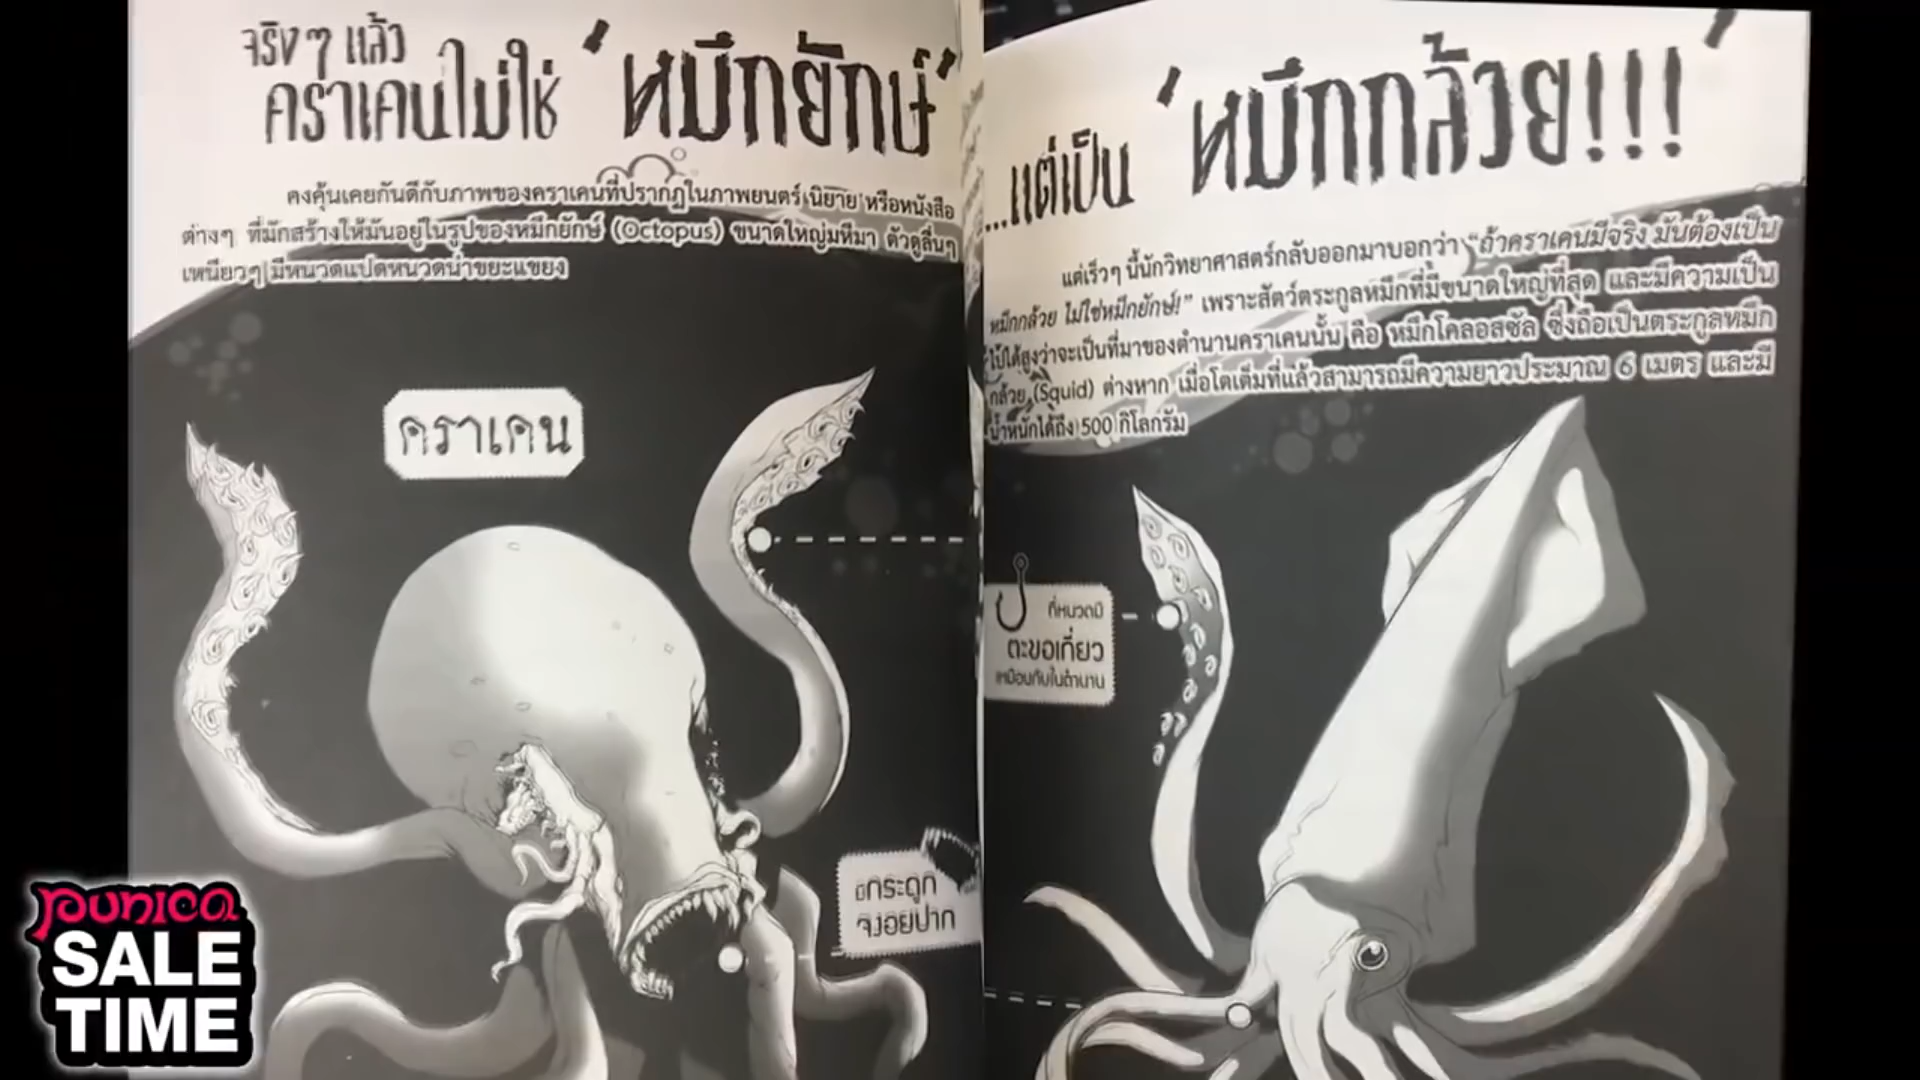 จริงๆ แล้ว
คราเคนไม่ใช่ 'หมึกยักษ์'
คงคุ้นเคยกันดีกับภาพของคราเคนที่ปรากฏในภาพยนตร์ นิยาย หรือหนังสือ
ต่างๆ ที่มักสร้างให้มันอยู่ในรูปของหมึกยักษ์ (Octopus) ขนาดใหญ่มหึมา ตัวดูลื่นๆ
เหนียวๆ มีหนวดแปดหนวดน่าขยะแขยง
คราเคน
มีกระดูก
จงอยปาก
...แต่เป็น 'หมึกกล้วย!!!'
แต่เร็วๆ นี้นักวิทยาศาสตร์กลับออกมาบอกว่า "ถ้าคราเคนมีจริง มันต้องเป็น
หมึกกล้วย ไม่ใช่หมึกยักษ์!" เพราะสัตว์ตระกูลหมึกที่มีขนาดใหญ่ที่สุด และมีความเป็น
ไปได้สูงว่าจะเป็นที่มาของตำนานคราเคนนั้น คือ หมึกโคลอสซัล ซึ่งถือเป็นตระกูลหมึก
กล้วย (Squid) ต่างหาก เมื่อโตเต็มที่แล้วสามารถมีความยาวประมาณ 6 เมตร และมี
น้ำหนักได้ถึง 500 กิโลกรัม
ที่หนวดมี
ตะขอเกี่ยว
เหมือนกับในตำนาน
punica
SALE
TIME